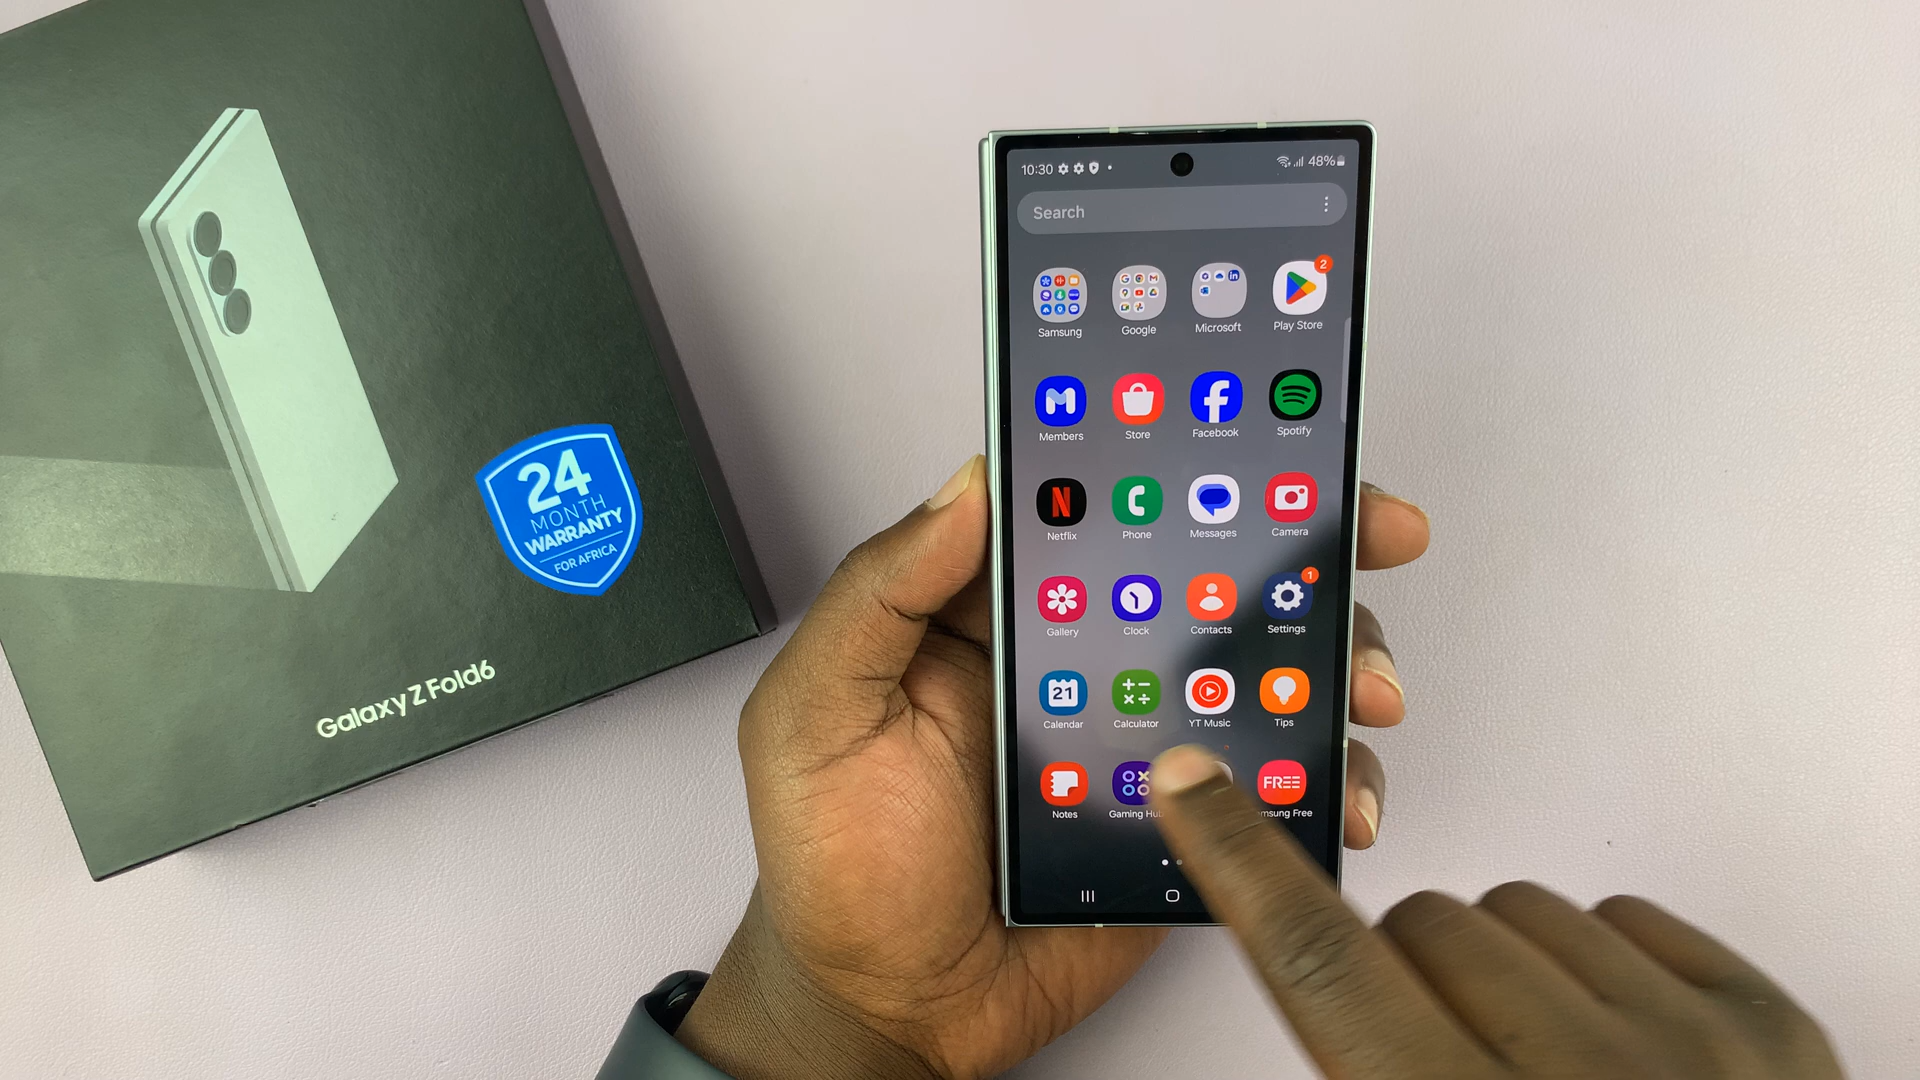 24
MONTH
WARRANTY
FOR AFRICA
Galaxy Z Fold6
10:30
48%
Search
Samsung
Google
Microsoft
Play Store
2
Members
Store
Facebook
Spotify
Netflix
Phone
Messages
Camera
Gallery
Clock
Contacts
Settings
1
21
Calendar
Calculator
YT Music
Tips
FREE
Notes
Gaming Hub
msung Free